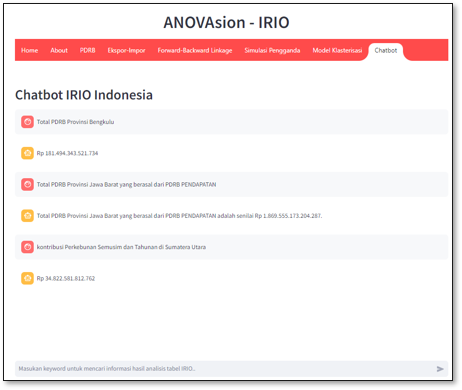 ANOVAsion - IRIO
Home About PDRB Ekspor-Impor Forward-Backward Linkage Simulasi Pengganda Model Klasterisasi Chatbot
Chatbot IRIO Indonesia
Total PDRB Provinsi Bengkulu
Rp 181.494.343.521.734
Total PDRB Provinsi Jawa Barat yang berasal dari PDRB PENDAPATAN
Total PDRB Provinsi Jawa Barat yang berasal dari PDRB PENDAPATAN adalah senilai Rp 1.869.555.173.204.287.
kontribusi Perkebunan Semusim dan Tahunan di Sumatera Utara
Rp 34.822.581.812.762
Masukan keyword untuk mencari informasi hasil analisis tabel IRIO..